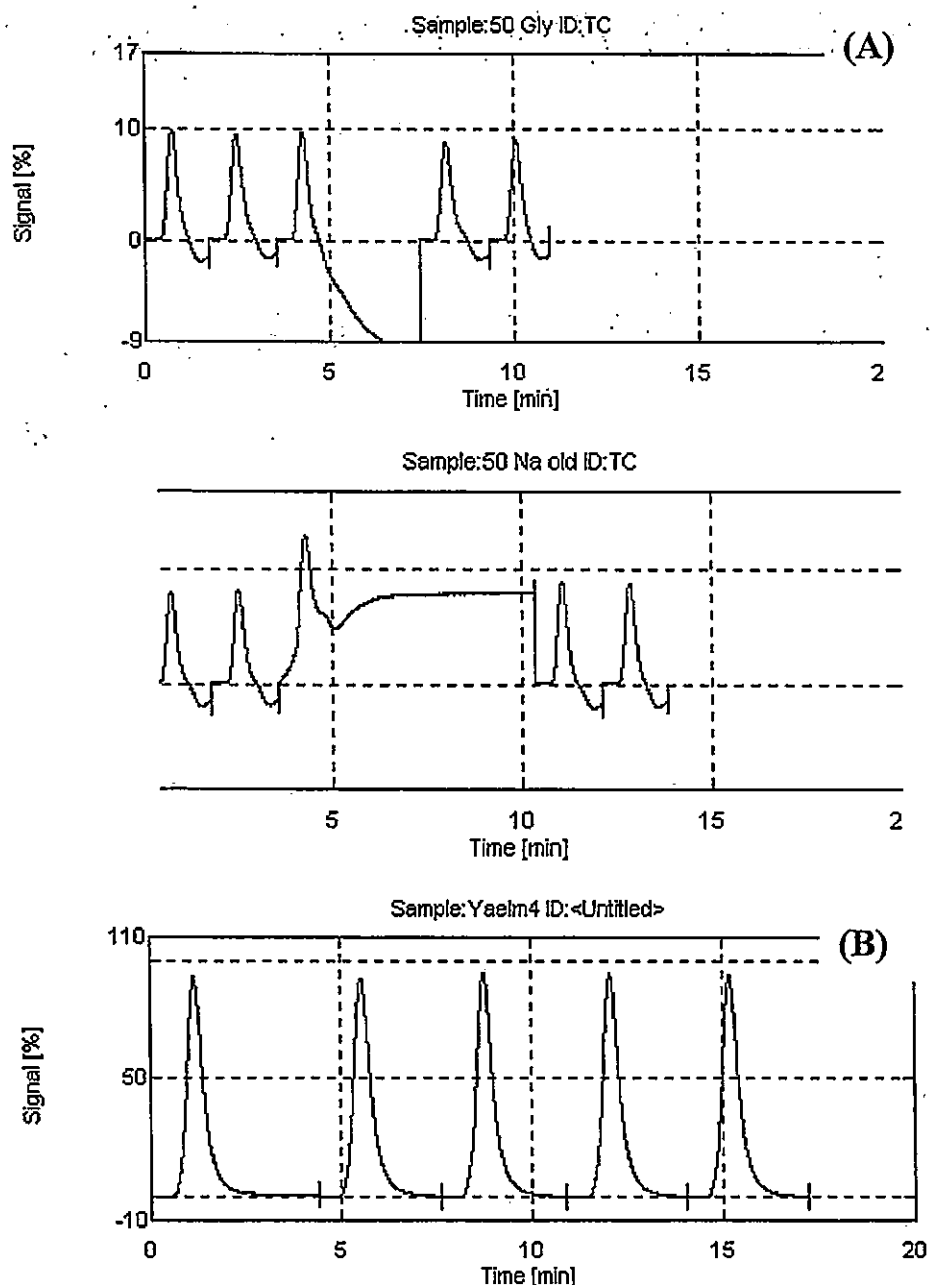 Sample:50 Gly ID:TC
(A)
17
10
0
-9
Signal [%]
0 5 10 15 2
Time [min]
Sample:50 Na old ID:TC
5 10 15 2
Time [min]
Sample:Yaelm4 ID:<Untitled>
(B)
110
50
-10
Signal [%]
0 5 10 15 20
Time [min]